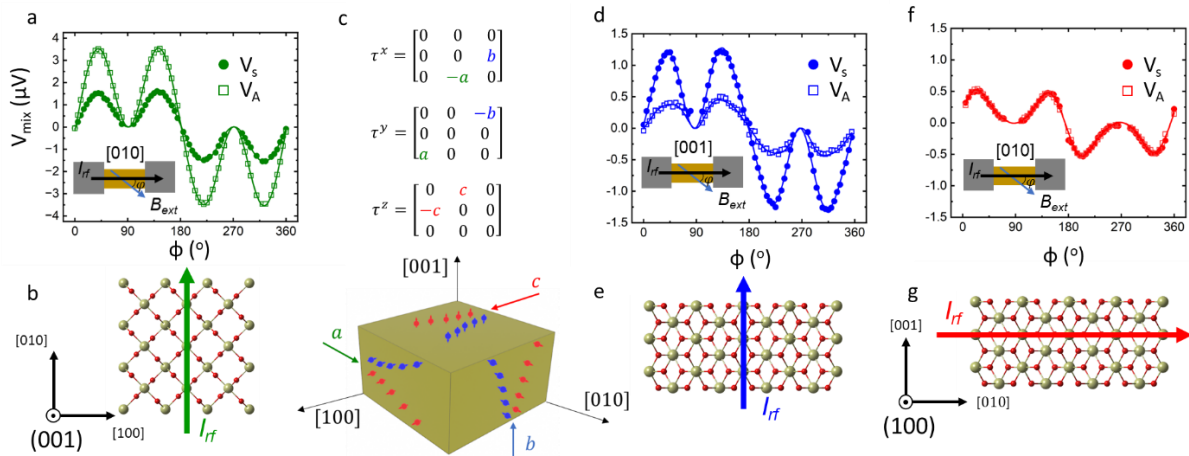 a
V_mix (μV)
4
3
2
1
0
-1
-2
-3
-4
V_s
V_A
[010]
I_rf
φ
B_ext
0 90 180 270 360
ϕ (°)
b
[010]
(001)
[100]
I_rf
c
τ^x = [0 0 0; 0 0 b; 0 -a 0]
τ^y = [0 0 -b; 0 0 0; a 0 0]
τ^z = [0 c 0; -c 0 0; 0 0 0]
[001]
c
a
[100]
[010]
b
d
1.5
1.0
0.5
0.0
-0.5
-1.0
-1.5
V_s
V_A
[001]
I_rf
φ
B_ext
0 90 180 270 360
ϕ (°)
e
I_rf
f
1.5
1.0
0.5
0.0
-0.5
-1.0
-1.5
V_s
V_A
[010]
I_rf
φ
B_ext
0 90 180 270 360
ϕ (°)
g
I_rf
[001]
[010]
(100)